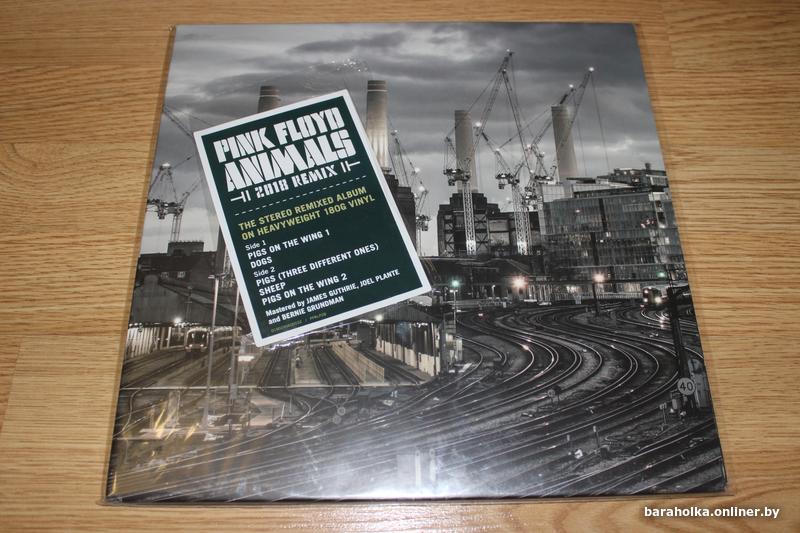 PINK FLOYD
ANIMALS
2018 REMIX
THE STEREO REMIXED ALBUM
ON HEAVYWEIGHT 180G VINYL
Side 1
PIGS ON THE WING 1
DOGS
Side 2
PIGS (THREE DIFFERENT ONES)
SHEEP
PIGS ON THE WING 2
Mastered by JAMES GUTHRIE, JOEL PLANTE
and BERNIE GRUNDMAN
40
baraholka.onliner.by